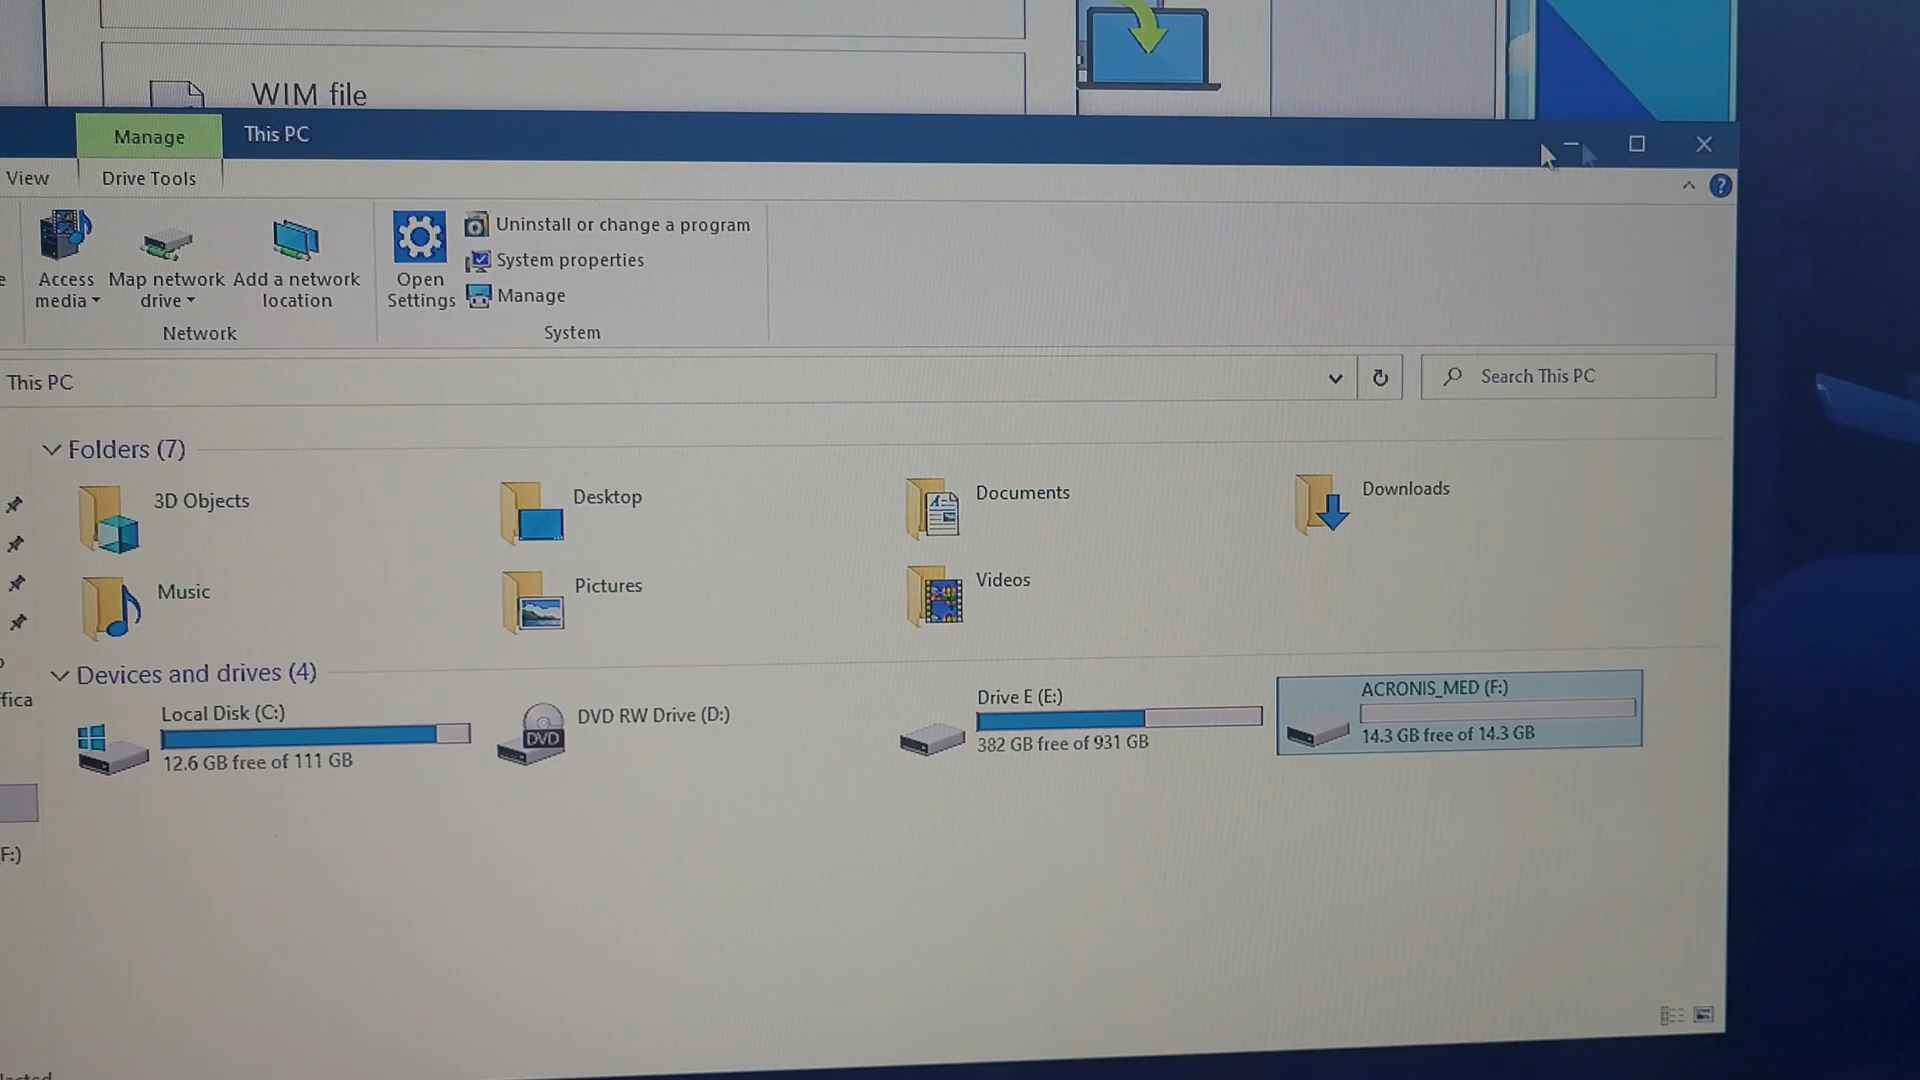 WIM file
Manage
This PC
View
Drive Tools
Access media
Map network drive
Add a network location
Open Settings
Uninstall or change a program
System properties
Manage
Network
System
This PC
Search This PC
Folders (7)
3D Objects
Desktop
Documents
Downloads
Music
Pictures
Videos
Devices and drives (4)
Local Disk (C:)
12.6 GB free of 111 GB
DVD RW Drive (D:)
DVD
Drive E (E:)
382 GB free of 931 GB
ACRONIS_MED (F:)
14.3 GB free of 14.3 GB
fica
F:)